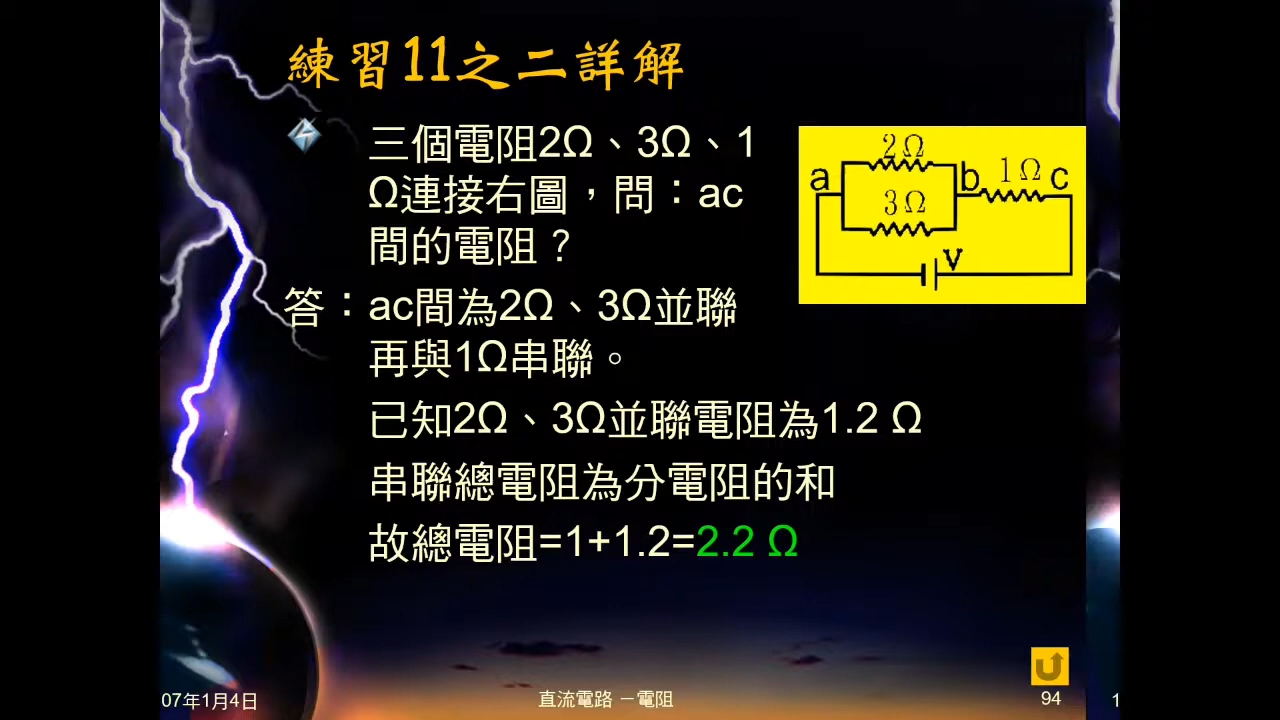 練習11之二詳解
三個電阻2Ω、3Ω、1
Ω連接右圖，問：ac
間的電阻？
2Ω
a
b
1Ω
c
3Ω
V
答：ac間為2Ω、3Ω並聯
再與1Ω串聯。
已知2Ω、3Ω並聯電阻為1.2 Ω
串聯總電阻為分電阻的和
故總電阻=1+1.2=2.2 Ω
07年1月4日
直流電路 －電阻
94
1